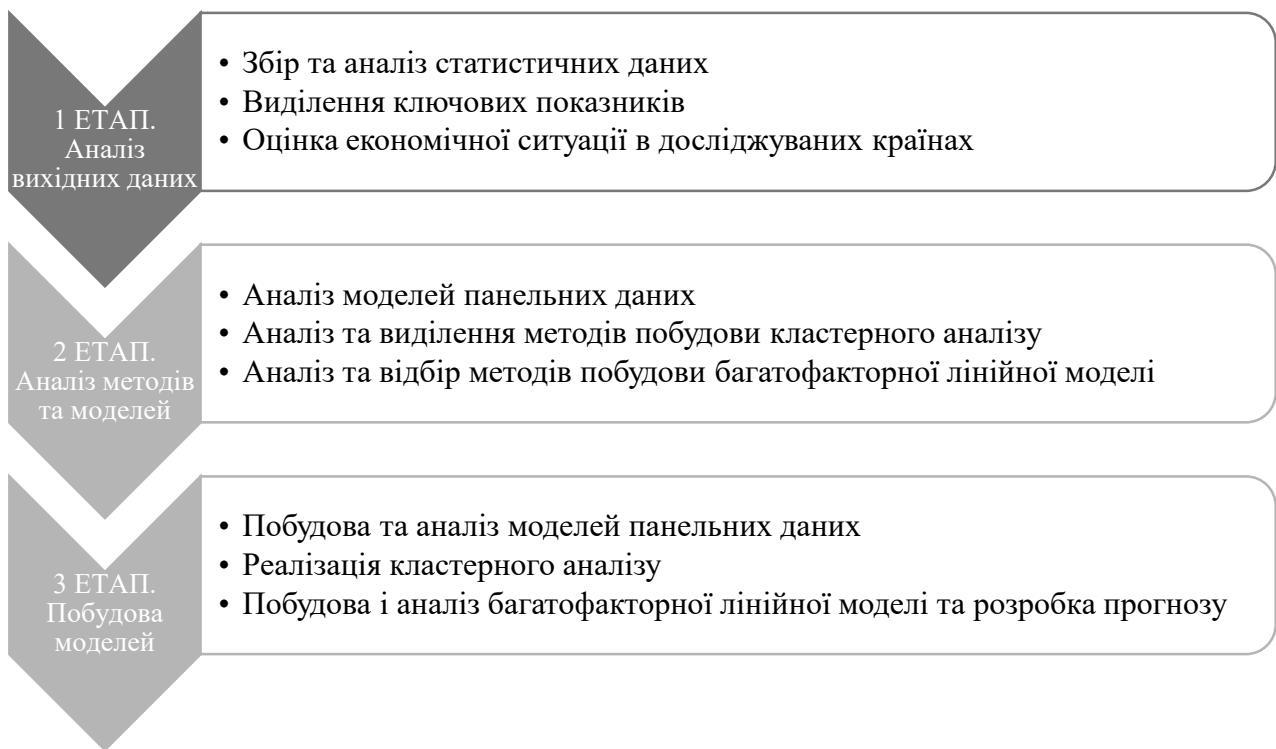 1 ЕТАП.
Аналіз
вихідних даних
• Збір та аналіз статистичних даних
• Виділення ключових показників
• Оцінка економічної ситуації в досліджуваних країнах
2 ЕТАП.
Аналіз методів
та моделей
• Аналіз моделей панельних даних
• Аналіз та виділення методів побудови кластерного аналізу
• Аналіз та відбір методів побудови багатофакторної лінійної моделі
3 ЕТАП.
Побудова
моделей
• Побудова та аналіз моделей панельних даних
• Реалізація кластерного аналізу
• Побудова і аналіз багатофакторної лінійної моделі та розробка прогнозу